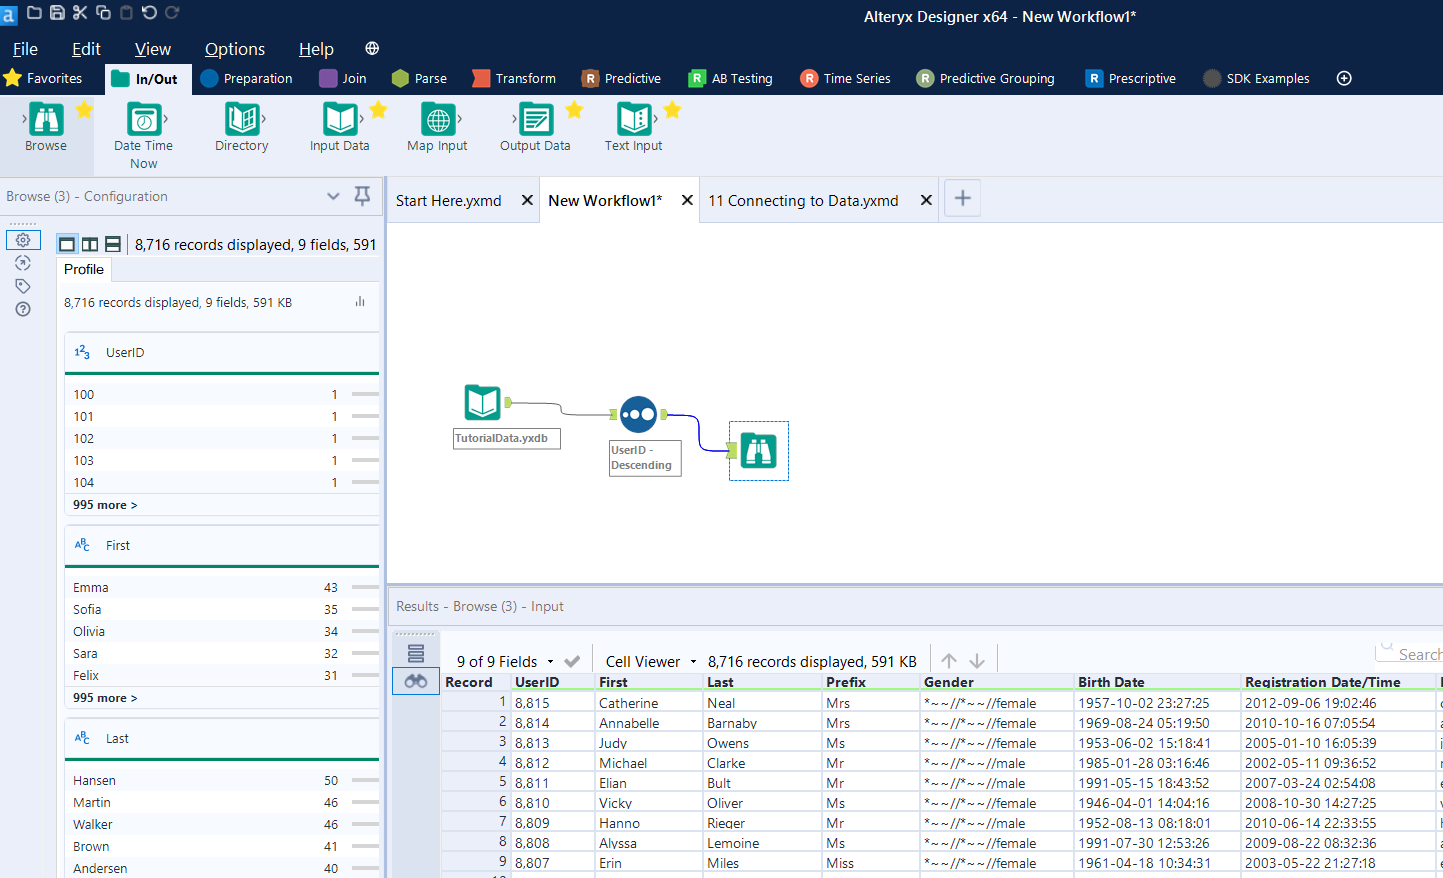 a
Alteryx Designer x64 - New Workflow1*
File Edit View Options Help
Favorites In/Out Preparation Join Parse Transform R Predictive R AB Testing R Time Series R Predictive Grouping R Prescriptive SDK Examples
Browse Date Time Now Directory Input Data Map Input Output Data Text Input
Browse (3) - Configuration
8,716 records displayed, 9 fields, 591
Profile
8,716 records displayed, 9 fields, 591 KB
123 UserID
100 1
101 1
102 1
103 1
104 1
995 more >
ABC First
Emma 43
Sofia 35
Olivia 34
Sara 32
Felix 31
995 more >
ABC Last
Hansen 50
Martin 46
Walker 46
Brown 41
Andersen 40
Start Here.yxmd New Workflow1* 11 Connecting to Data.yxmd
TutorialData.yxdb
UserID -
Descending
Results - Browse (3) - Input
9 of 9 Fields Cell Viewer 8,716 records displayed, 591 KB Search
Record UserID First Last Prefix Gender Birth Date Registration Date/Time
1 8,815 Catherine Neal Mrs *~~//*~~//female 1957-10-02 23:27:25 2012-09-06 19:02:46
2 8,814 Annabelle Barnaby Mrs *~~//*~~//female 1969-08-24 05:19:50 2010-10-16 07:05:54
3 8,813 Judy Owens Ms *~~//*~~//female 1953-06-02 15:18:41 2005-01-10 16:05:39
4 8,812 Michael Clarke Mr *~~//*~~//male 1985-01-28 03:16:46 2002-05-11 09:36:52
5 8,811 Elian Bult Mr *~~//*~~//male 1991-05-15 18:43:52 2007-03-24 02:54:08
6 8,810 Vicky Oliver Ms *~~//*~~//female 1946-04-01 14:04:16 2008-10-30 14:27:25
7 8,809 Hanno Rieger Mr *~~//*~~//male 1952-08-13 08:18:01 2010-06-14 22:33:55
8 8,808 Alyssa Lemoine Ms *~~//*~~//female 1991-07-30 12:53:26 2009-08-22 08:32:36
9 8,807 Erin Miles Miss *~~//*~~//female 1961-04-18 10:34:31 2003-05-22 21:27:18